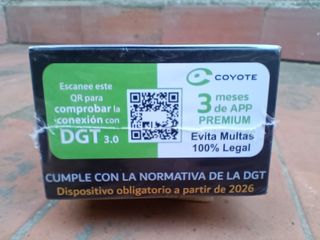 Escanee este
QR para
comprobar la
conexión con
DGT 3.0
COYOTE
3 meses
de APP
PREMIUM
Evita Multas
100% Legal
CUMPLE CON LA NORMATIVA DE LA DGT
Dispositivo obligatorio a partir de 2026